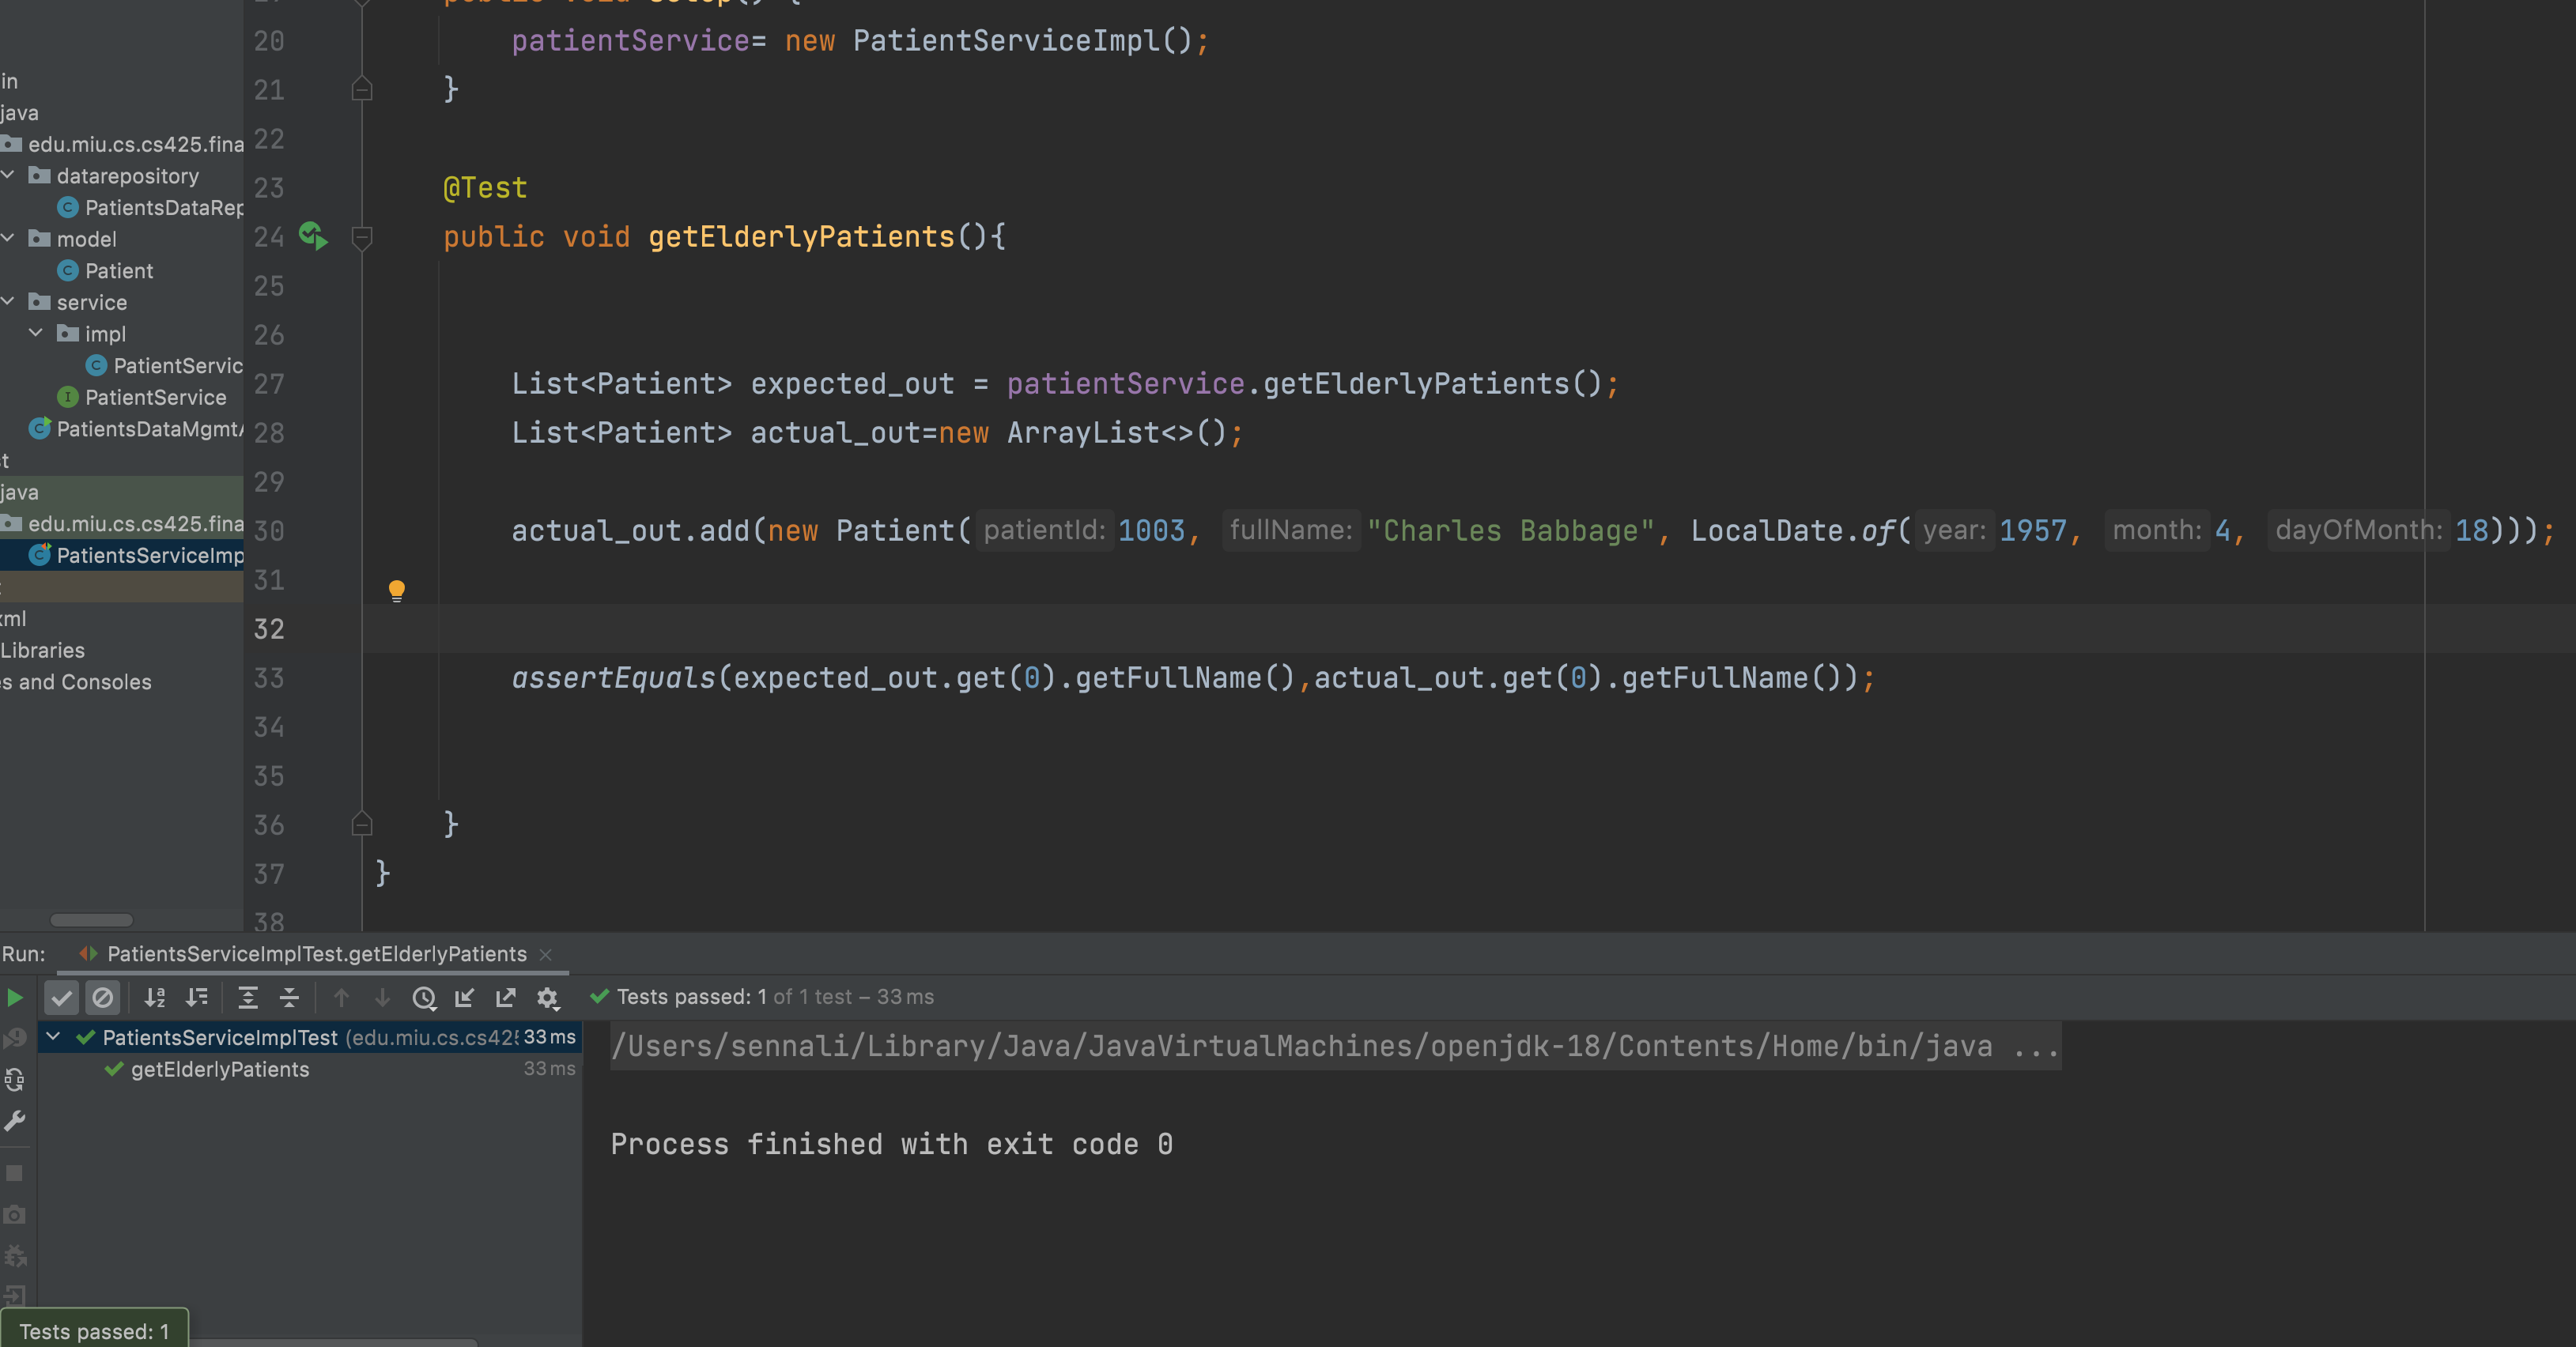 in
java
edu.miu.cs.cs425.fina
datarepository
PatientsDataRep
model
Patient
service
impl
PatientServic
PatientService
PatientsDataMgmtA
st
java
edu.miu.cs.cs425.fina
PatientsServiceImp
xml
Libraries
es and Consoles
20 patientService= new PatientServiceImpl();
21 }
22
23 @Test
24 public void getElderlyPatients(){
25
26
27 List<Patient> expected_out = patientService.getElderlyPatients();
28 List<Patient> actual_out=new ArrayList<>();
29
30 actual_out.add(new Patient( patientId: 1003, fullName: "Charles Babbage", LocalDate.of( year: 1957, month: 4, dayOfMonth: 18)));
31
32
33 assertEquals(expected_out.get(0).getFullName(),actual_out.get(0).getFullName());
34
35
36 }
37 }
38
Run: PatientsServiceImplTest.getElderlyPatients
Tests passed: 1 of 1 test – 33 ms
PatientsServiceImplTest (edu.miu.cs.cs425 33 ms
getElderlyPatients 33 ms
/Users/sennali/Library/Java/JavaVirtualMachines/openjdk-18/Contents/Home/bin/java ...
Process finished with exit code 0
Tests passed: 1